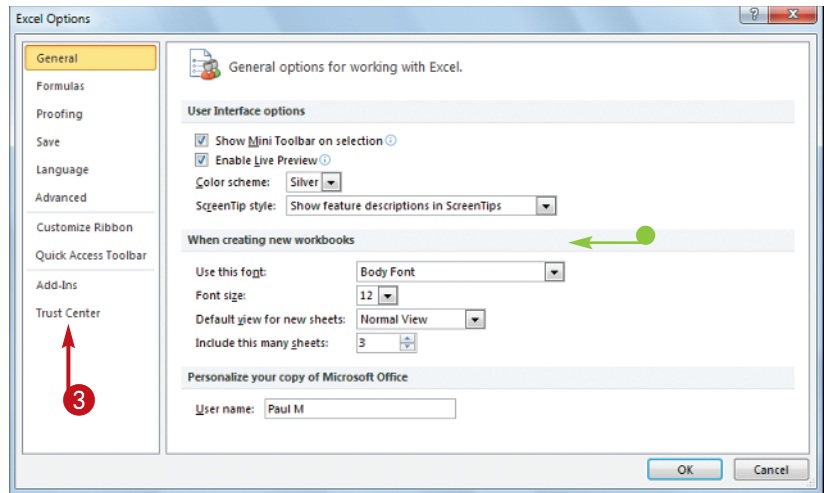 Excel Options
General
Formulas
Proofing
Save
Language
Advanced
Customize Ribbon
Quick Access Toolbar
Add-Ins
Trust Center
3
General options for working with Excel.
User Interface options
Show Mini Toolbar on selection
Enable Live Preview
Color scheme: Silver
ScreenTip style: Show feature descriptions in ScreenTips
When creating new workbooks
Use this font: Body Font
Font size: 12
Default view for new sheets: Normal View
Include this many sheets: 3
Personalize your copy of Microsoft Office
User name: Paul M
OK Cancel